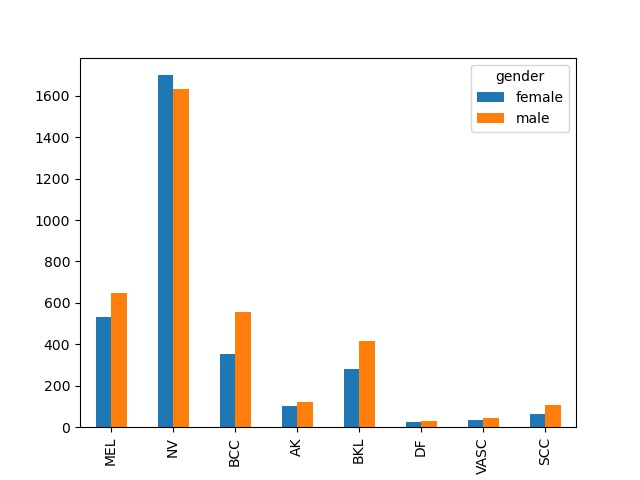 gender
female
male
1600
1400
1200
1000
800
600
400
200
0
MEL
NV
BCC
AK
BKL
DF
VASC
SCC